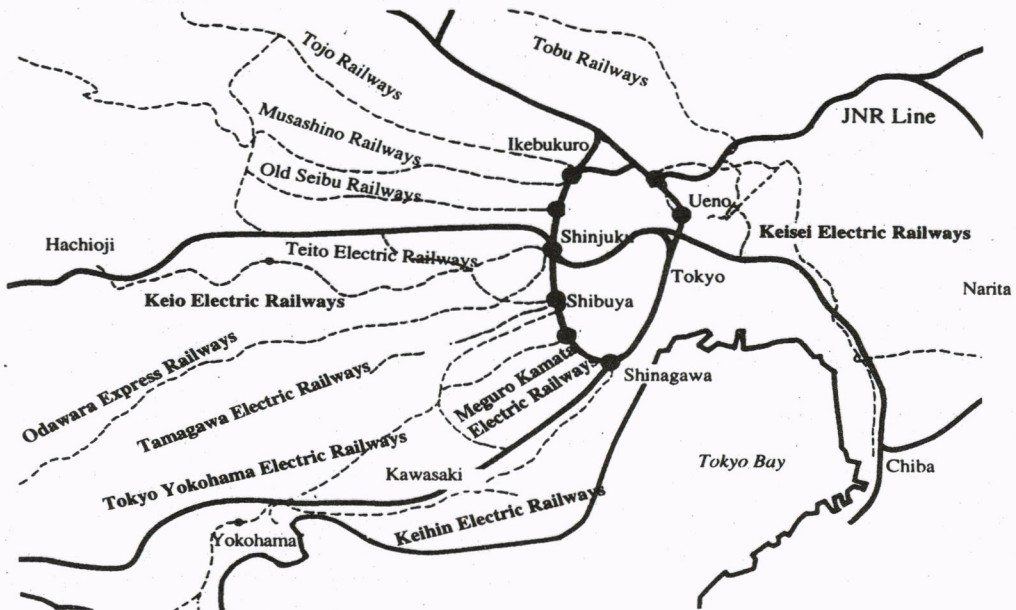 Tojo Railways
Tobu Railways
JNR Line
Musashino Railways
Ikebukuro
Old Seibu Railways
Ueno
Hachioji
Shinjuku
Keisei Electric Railways
Teito Electric Railways
Tokyo
Keio Electric Railways
Shibuya
Narita
Odawara Express Railways
Tamagawa Electric Railways
Meguro Kamata
Electric Railways
Shinagawa
Tokyo Yokohama Electric Railways
Kawasaki
Tokyo Bay
Chiba
Keihin Electric Railways
Yokohama